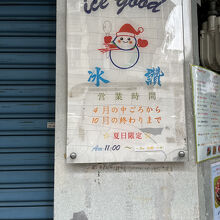 ice good
冰 讚
営業時間
4月の中ごろから
10月の終わりまで
☆夏日限定☆
Am 11:00 ～